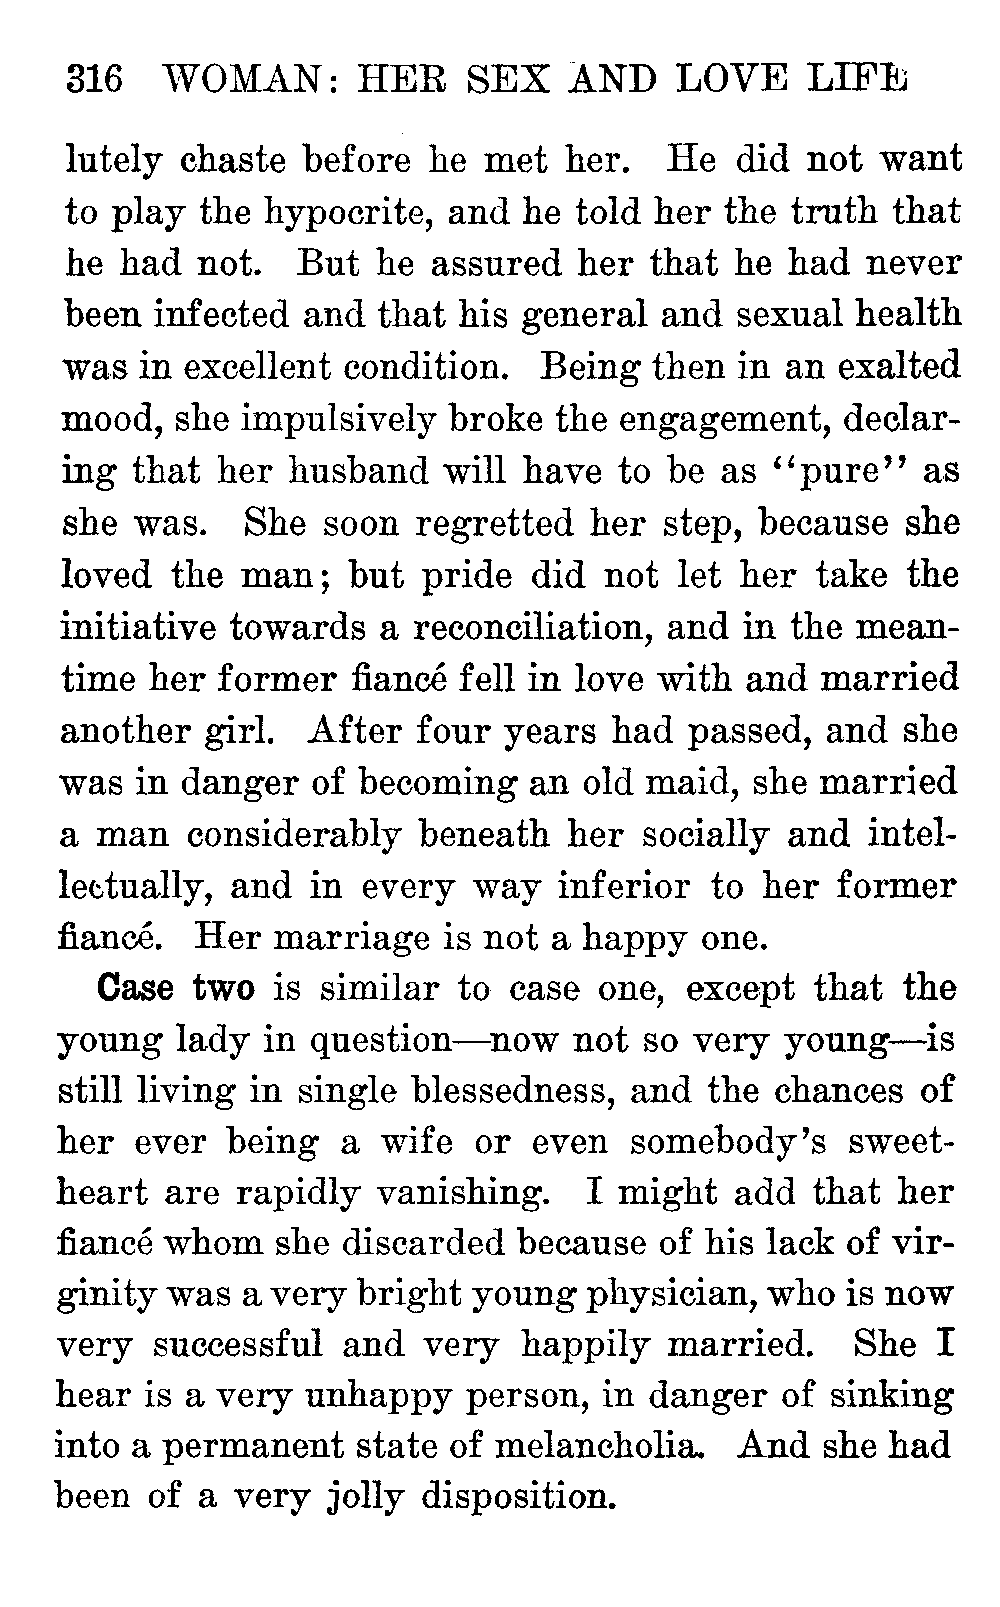 316 WOMAN: HER SEX AND LOVE LIFE
lutely chaste before he met her. He did not want
to play the hypocrite, and he told her the truth that
he had not. But he assured her that he had never
been infected and that his general and sexual health
was in excellent condition. Being then in an exalted
mood, she impulsively broke the engagement, declar-
ing that her husband will have to be as “pure” as
she was. She soon regretted her step, because she
loved the man; but pride did not let her take the
initiative towards a reconciliation, and in the mean-
time her former fiancé fell in love with and married
another girl. After four years had passed, and she
was in danger of becoming an old maid, she married
a man considerably beneath her socially and intel-
lectually, and in every way inferior to her former
fiancé. Her marriage is not a happy one.
Case two is similar to case one, except that the
young lady in question—now not so very young—is
still living in single blessedness, and the chances of
her ever being a wife or even somebody’s sweet-
heart are rapidly vanishing. I might add that her
fiancé whom she discarded because of his lack of vir-
ginity was a very bright young physician, who is now
very successful and very happily married. She I
hear is a very unhappy person, in danger of sinking
into a permanent state of melancholia. And she had
been of a very jolly disposition.